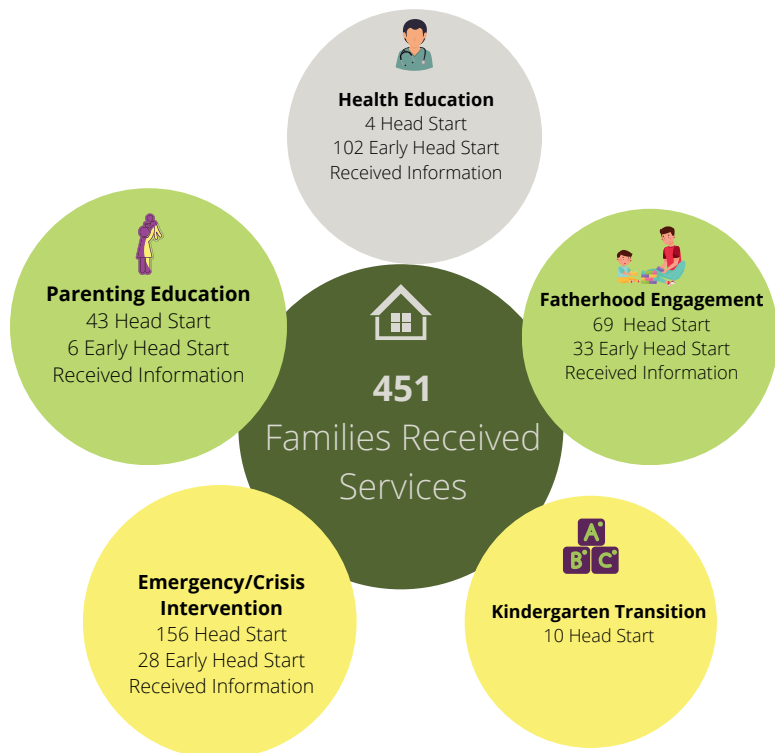 Health Education
4 Head Start
102 Early Head Start
Received Information
Parenting Education
43 Head Start
6 Early Head Start
Received Information
Fatherhood Engagement
69 Head Start
33 Early Head Start
Received Information
451
Families Received
Services
Emergency/Crisis
Intervention
156 Head Start
28 Early Head Start
Received Information
A
B C
Kindergarten Transition
10 Head Start